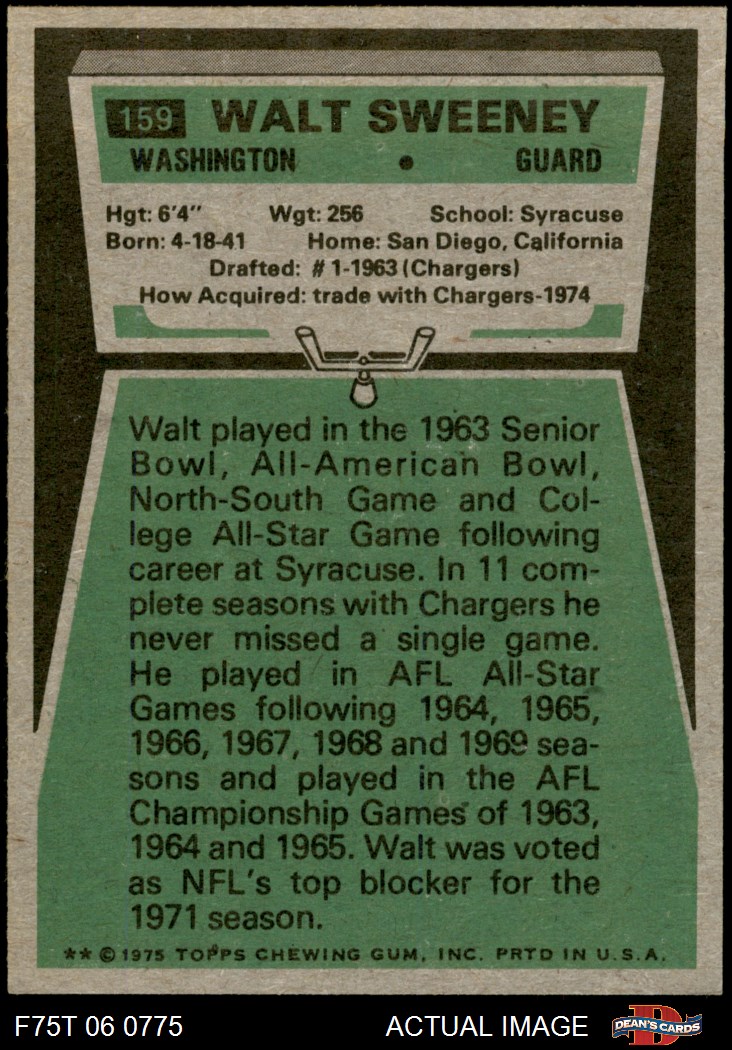 159 WALT SWEENEY
WASHINGTON • GUARD
Hgt: 6'4" Wgt: 256 School: Syracuse
Born: 4-18-41 Home: San Diego, California
Drafted: #1-1963 (Chargers)
How Acquired: trade with Chargers-1974
Walt played in the 1963 Senior
Bowl, All-American Bowl,
North-South Game and Col-
lege All-Star Game following
career at Syracuse. In 11 com-
plete seasons with Chargers he
never missed a single game.
He played in AFL All-Star
Games following 1964, 1965,
1966, 1967, 1968 and 1969 sea-
sons and played in the AFL
Championship Games of 1963,
1964 and 1965. Walt was voted
as NFL's top blocker for the
1971 season.
** © 1975 TOPPS CHEWING GUM, INC. PRTD IN U.S.A.
F75T 06 0775 ACTUAL IMAGE D DEAN'S CARDS